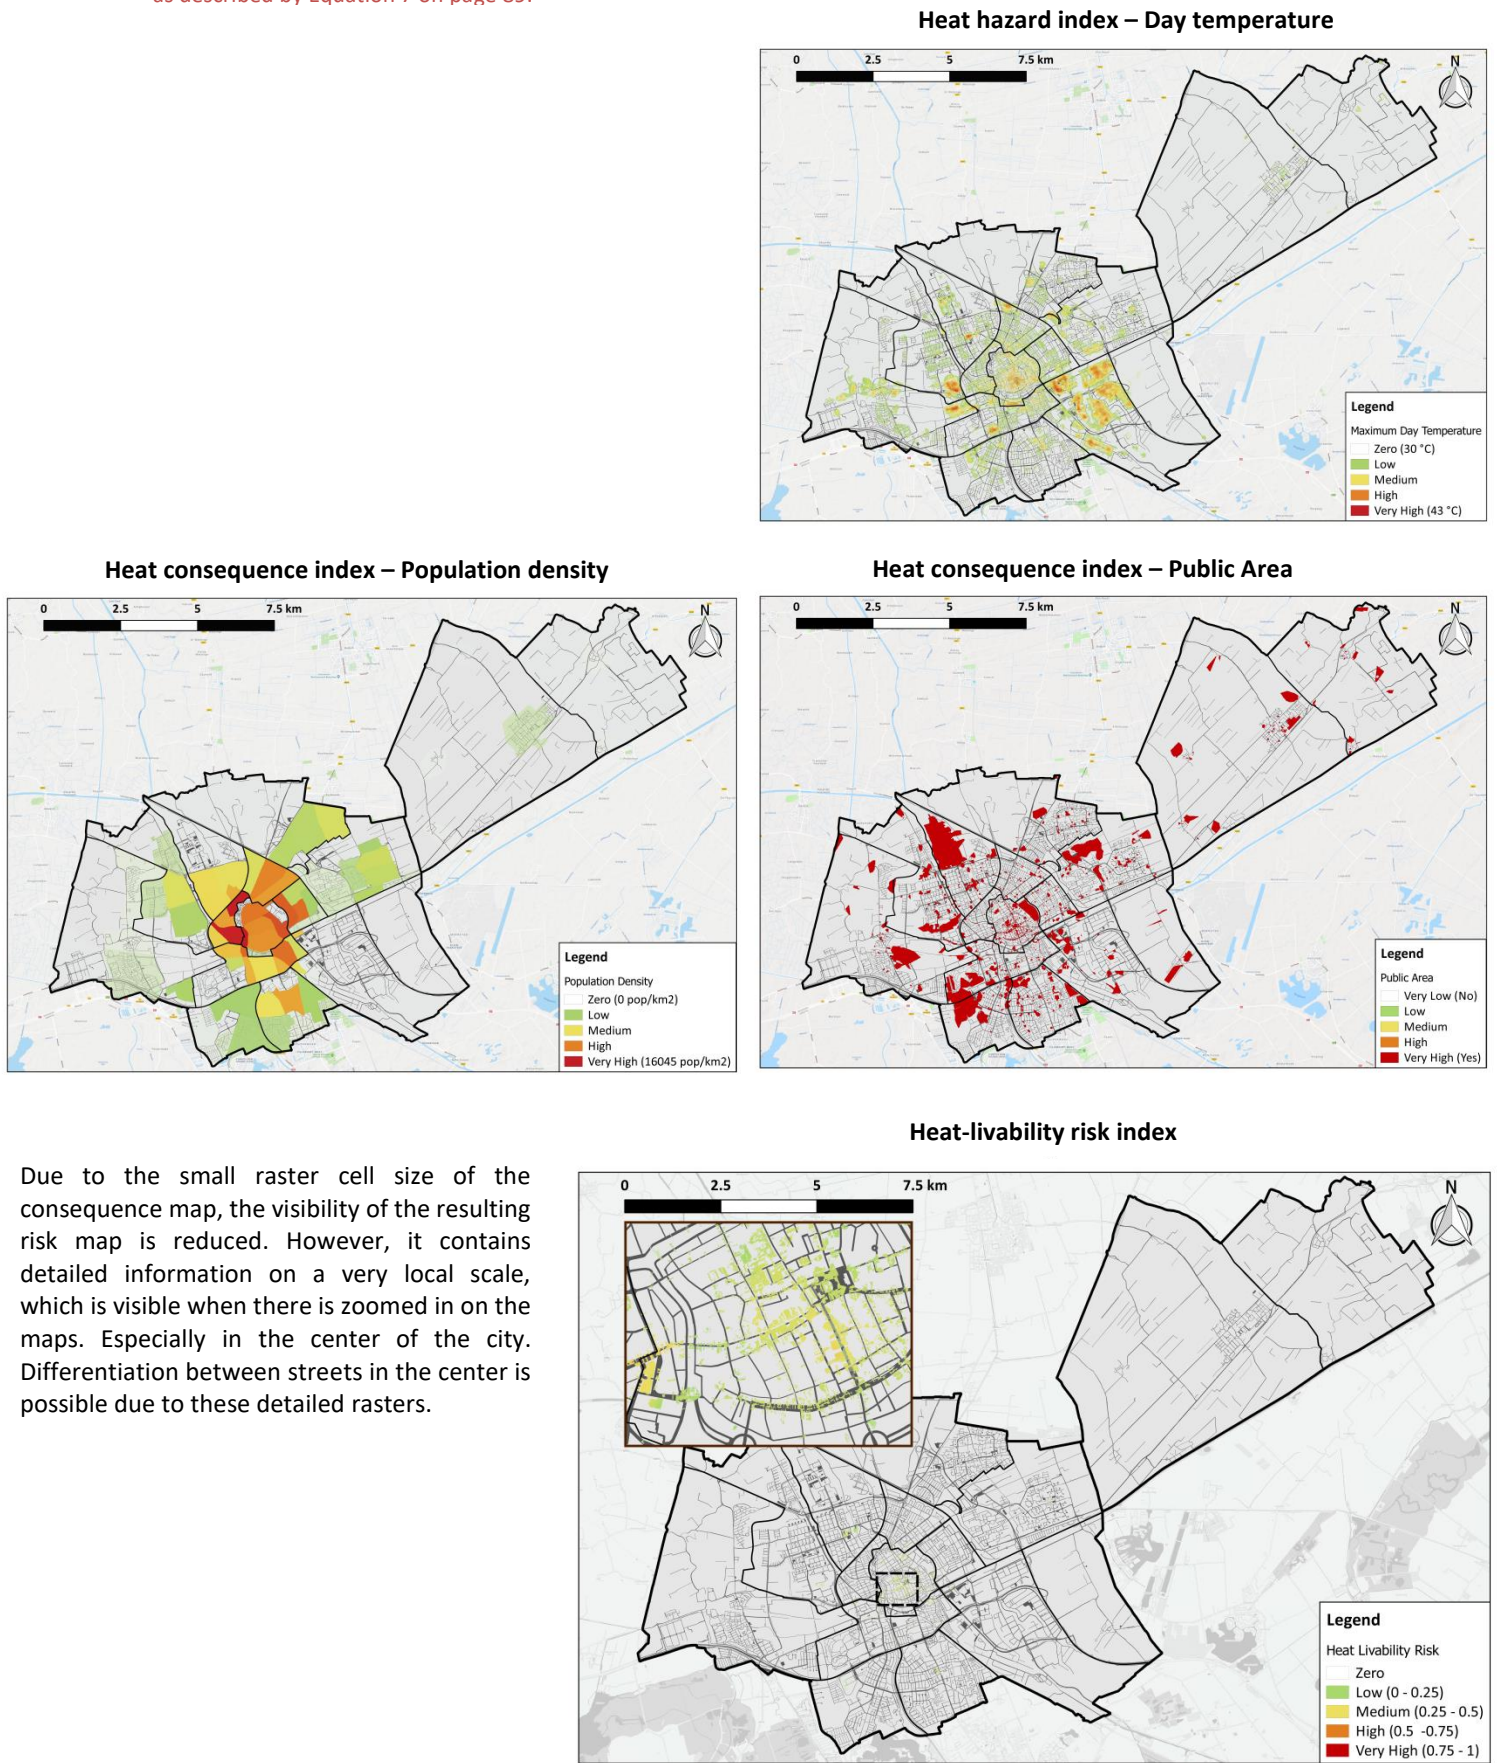 as described by Equation 7 on page 89.
Heat hazard index – Day temperature
0 2.5 5 7.5 km
N
Legend
Maximum Day Temperature
Zero (30 °C)
Low
Medium
High
Very High (43 °C)
Heat consequence index – Population density
0 2.5 5 7.5 km
N
Legend
Population Density
Zero (0 pop/km2)
Low
Medium
High
Very High (16045 pop/km2)
Heat consequence index – Public Area
0 2.5 5 7.5 km
N
Legend
Public Area
Very Low (No)
Low
Medium
High
Very High (Yes)
Due to the small raster cell size of the
consequence map, the visibility of the resulting
risk map is reduced. However, it contains
detailed information on a very local scale,
which is visible when there is zoomed in on the
maps. Especially in the center of the city.
Differentiation between streets in the center is
possible due to these detailed rasters.
Heat-livability risk index
0 2.5 5 7.5 km
N
Legend
Heat Livability Risk
Zero
Low (0 - 0.25)
Medium (0.25 - 0.5)
High (0.5 -0.75)
Very High (0.75 - 1)